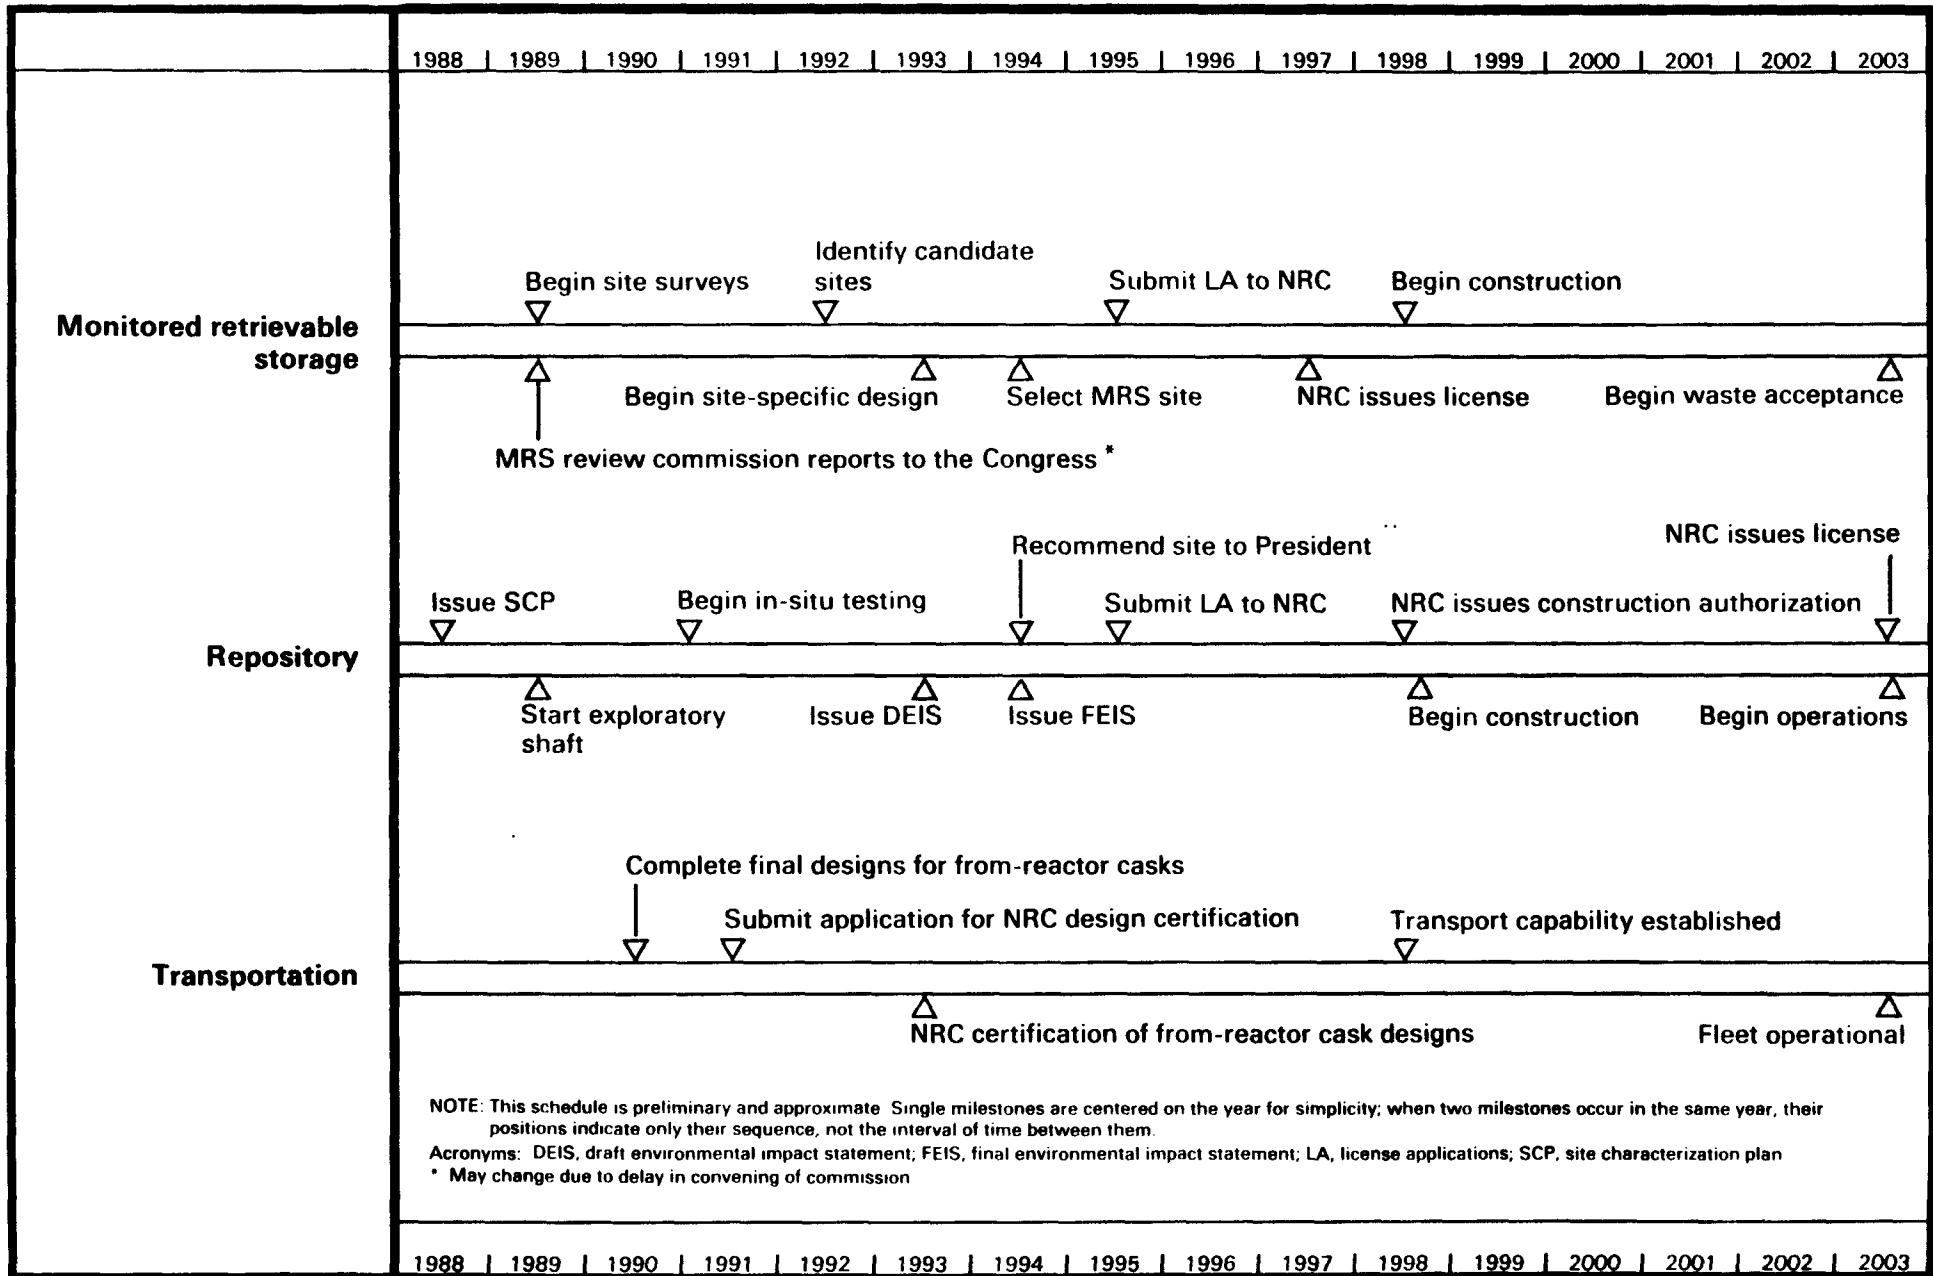 1988 | 1989 | 1990 | 1991 | 1992 | 1993 | 1994 | 1995 | 1996 | 1997 | 1998 | 1999 | 2000 | 2001 | 2002 | 2003
Identify candidate
Begin site surveys sites Submit LA to NRC Begin construction
Monitored retrievable
storage
Begin site-specific design Select MRS site NRC issues license Begin waste acceptance
MRS review commission reports to the Congress *
NRC issues license
Recommend site to President
Issue SCP Begin in-situ testing Submit LA to NRC NRC issues construction authorization
Repository
Start exploratory Issue DEIS Issue FEIS Begin construction Begin operations
shaft
Complete final designs for from-reactor casks
Submit application for NRC design certification Transport capability established
Transportation
NRC certification of from-reactor cask designs Fleet operational
NOTE: This schedule is preliminary and approximate Single milestones are centered on the year for simplicity; when two milestones occur in the same year, their
positions indicate only their sequence, not the interval of time between them.
Acronyms: DEIS, draft environmental impact statement; FEIS, final environmental impact statement; LA, license applications; SCP, site characterization plan
* May change due to delay in convening of commission
1988 | 1989 | 1990 | 1991 | 1992 | 1993 | 1994 | 1995 | 1996 | 1997 | 1998 | 1999 | 2000 | 2001 | 2002 | 2003